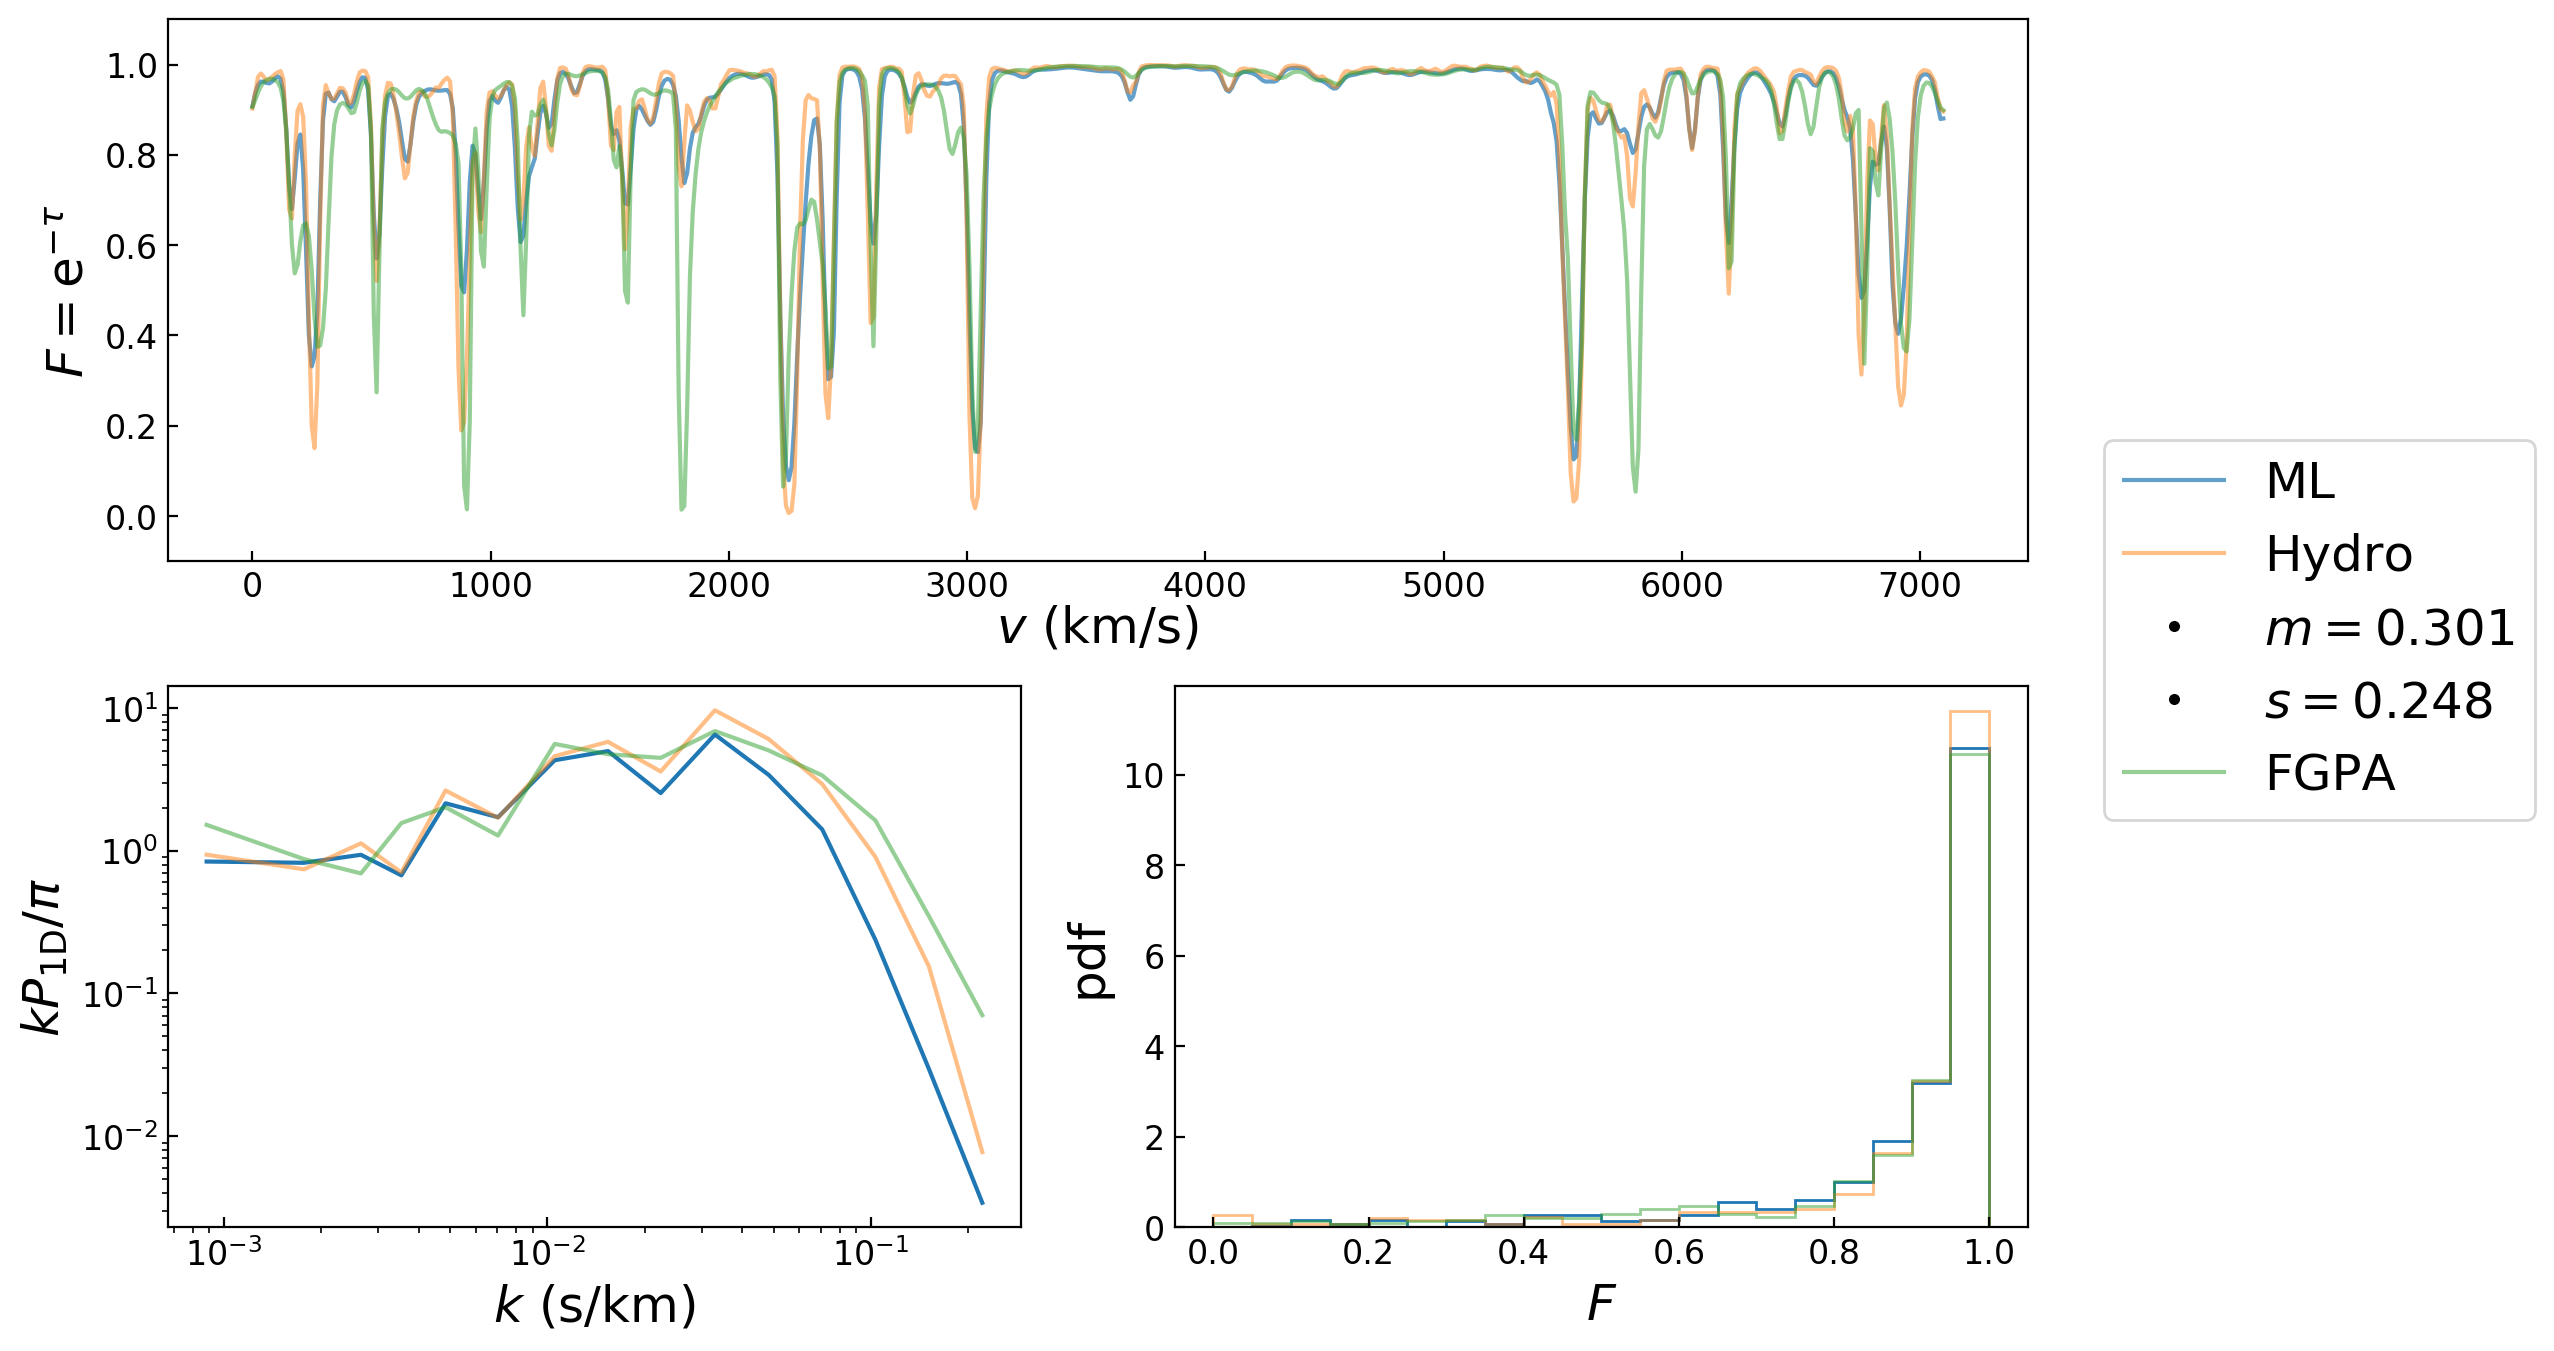 F = e^{−τ}
1.0
0.8
0.6
0.4
0.2
0.0
0 1000 2000 3000 4000 5000 6000 7000
v (km/s)
ML
Hydro
m = 0.301
s = 0.248
FGPA
kP_{1D}/π
10^1
10^0
10^{−1}
10^{−2}
10^{−3} 10^{−2} 10^{−1}
k (s/km)
pdf
10
8
6
4
2
0
0.0 0.2 0.4 0.6 0.8 1.0
F